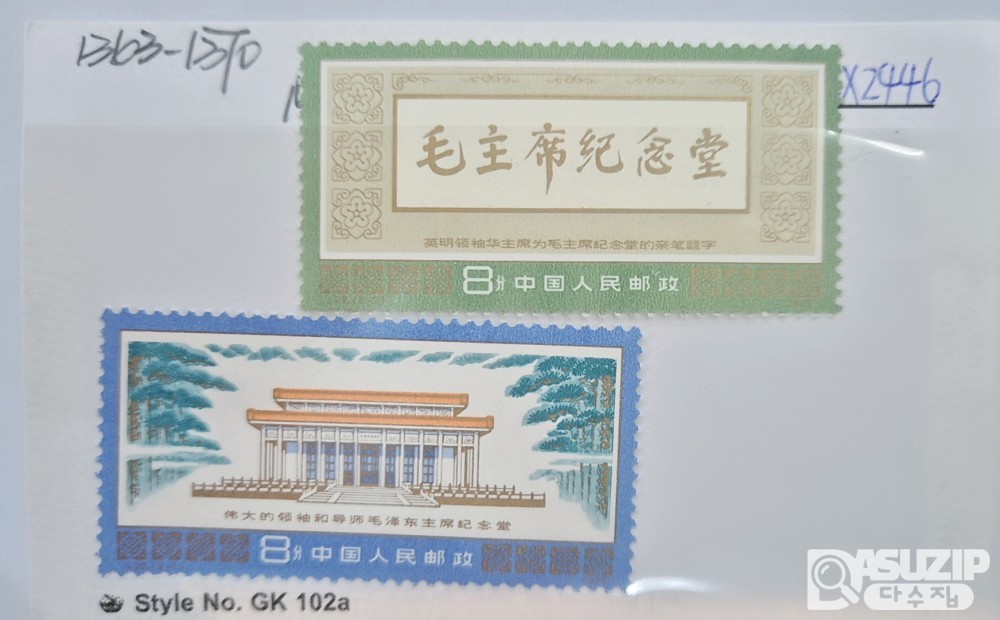 1363-1370
X2446
毛主席纪念堂
英明领袖华主席为毛主席纪念堂的亲笔题字
8分 中国人民邮政
伟大的领袖和导师毛泽东主席纪念堂
8分 中国人民邮政
Style No. GK 102a
DASUZIP
다수집